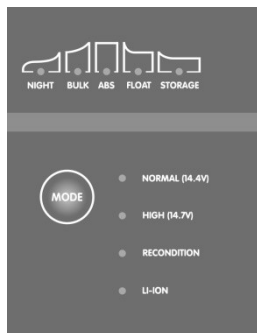 NIGHT BULK ABS FLOAT STORAGE
MODE
NORMAL (14.4V)
HIGH (14.7V)
RECONDITION
LI-ION